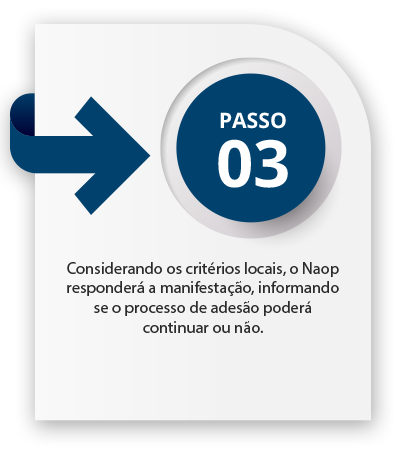 PASSO
03
Considerando os critérios locais, o Naop
responderá a manifestação, informando
se o processo de adesão poderá
continuar ou não.